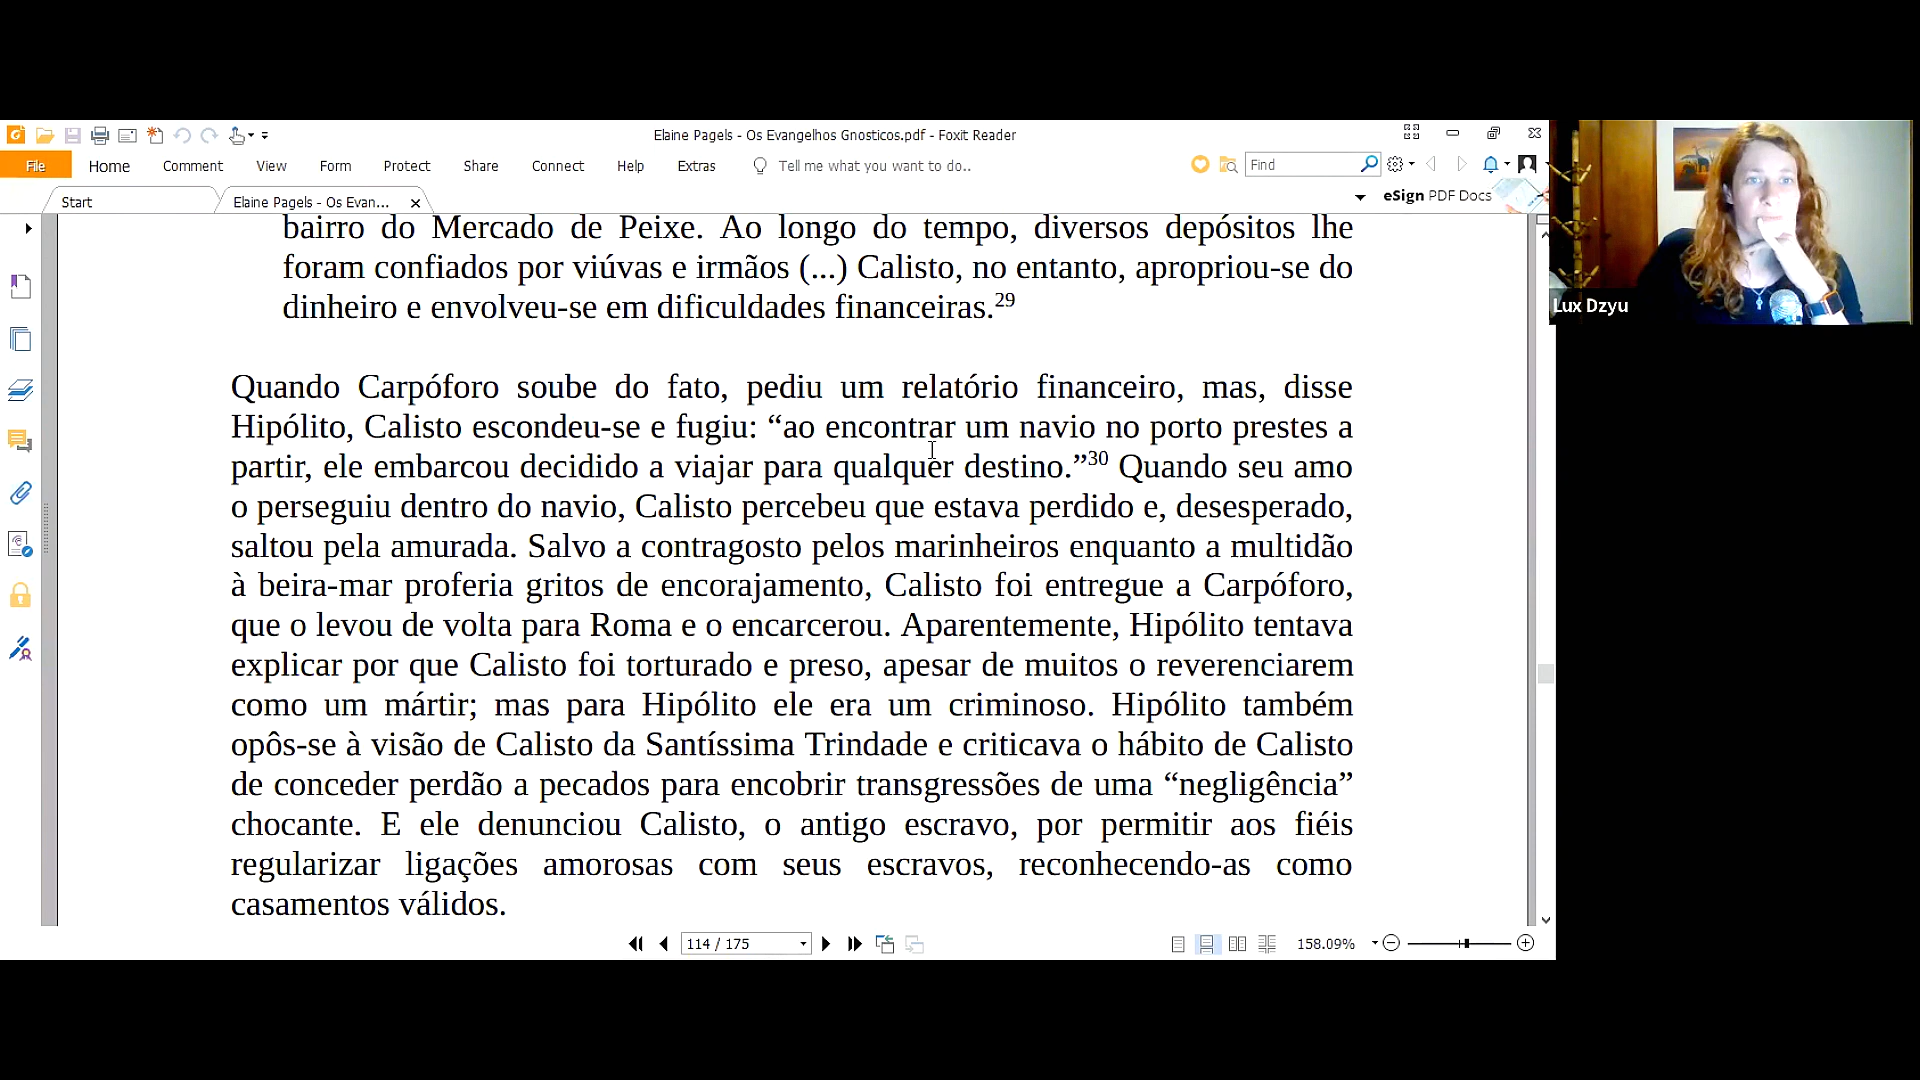 Elaine Pagels - Os Evangelhos Gnosticos.pdf - Foxit Reader
File Home Comment View Form Protect Share Connect Help Extras Tell me what you want to do.. Find
Start Elaine Pagels - Os Evan... eSign PDF Docs
bairro do Mercado de Peixe. Ao longo do tempo, diversos depósitos lhe
foram confiados por viúvas e irmãos (...) Calisto, no entanto, apropriou-se do
dinheiro e envolveu-se em dificuldades financeiras.29
Quando Carpóforo soube do fato, pediu um relatório financeiro, mas, disse
Hipólito, Calisto escondeu-se e fugiu: “ao encontrar um navio no porto prestes a
partir, ele embarcou decidido a viajar para qualquer destino.”30 Quando seu amo
o perseguiu dentro do navio, Calisto percebeu que estava perdido e, desesperado,
saltou pela amurada. Salvo a contragosto pelos marinheiros enquanto a multidão
à beira-mar proferia gritos de encorajamento, Calisto foi entregue a Carpóforo,
que o levou de volta para Roma e o encarcerou. Aparentemente, Hipólito tentava
explicar por que Calisto foi torturado e preso, apesar de muitos o reverenciarem
como um mártir; mas para Hipólito ele era um criminoso. Hipólito também
opôs-se à visão de Calisto da Santíssima Trindade e criticava o hábito de Calisto
de conceder perdão a pecados para encobrir transgressões de uma “negligência”
chocante. E ele denunciou Calisto, o antigo escravo, por permitir aos fiéis
regularizar ligações amorosas com seus escravos, reconhecendo-as como
casamentos válidos.
114 / 175 158.09%
Lux Dzyu